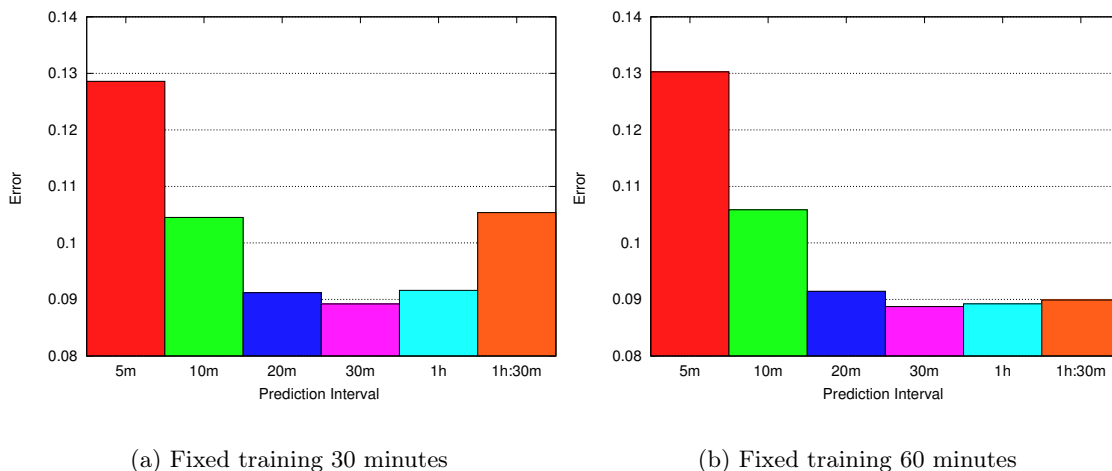 0.14
0.13
0.12
0.11
0.1
0.09
0.08
Error
5m 10m 20m 30m 1h 1h:30m
Prediction Interval
(a) Fixed training 30 minutes
0.14
0.13
0.12
0.11
0.1
0.09
0.08
Error
5m 10m 20m 30m 1h 1h:30m
Prediction Interval
(b) Fixed training 60 minutes